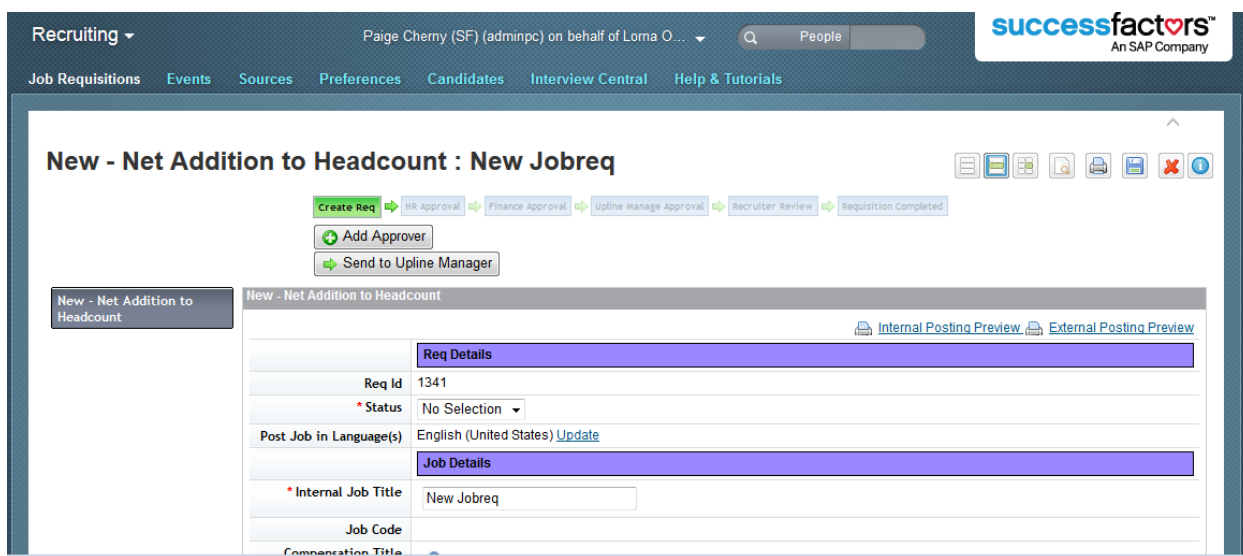 Recruiting
Paige Cherny (SF) (adminpc) on behalf of Lorna O...
People
successfactors™
An SAP Company
Job Requisitions Events Sources Preferences Candidates Interview Central Help & Tutorials
New - Net Addition to Headcount : New Jobreq
Create Req HR Approval Finance Approval Upline Manage Approval Recruiter Review Requisition Completed
Add Approver
Send to Upline Manager
New - Net Addition to
Headcount
New - Net Addition to Headcount
Internal Posting Preview External Posting Preview
Req Details
Req Id 1341
* Status No Selection
Post Job in Language(s) English (United States) Update
Job Details
* Internal Job Title New Jobreq
Job Code
Compensation Title